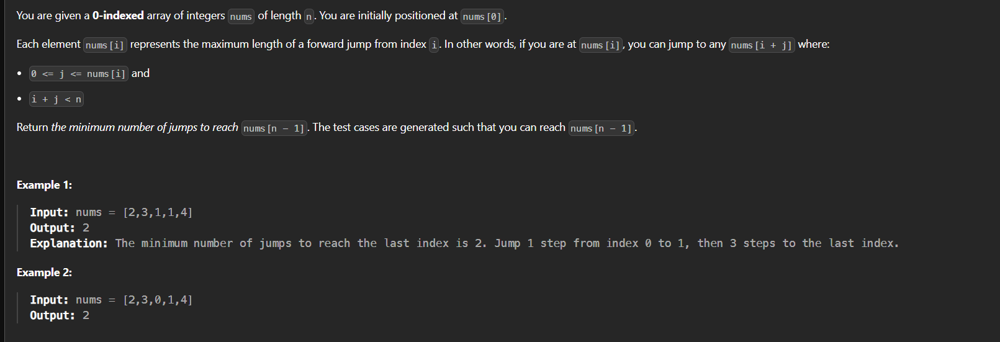 You are given a 0-indexed array of integers nums of length n. You are initially positioned at nums[0].
Each element nums[i] represents the maximum length of a forward jump from index i. In other words, if you are at nums[i], you can jump to any nums[i + j] where:
• 0 <= j <= nums[i] and
• i + j < n
Return the minimum number of jumps to reach nums[n - 1]. The test cases are generated such that you can reach nums[n - 1].
Example 1:
Input: nums = [2,3,1,1,4]
Output: 2
Explanation: The minimum number of jumps to reach the last index is 2. Jump 1 step from index 0 to 1, then 3 steps to the last index.
Example 2:
Input: nums = [2,3,0,1,4]
Output: 2